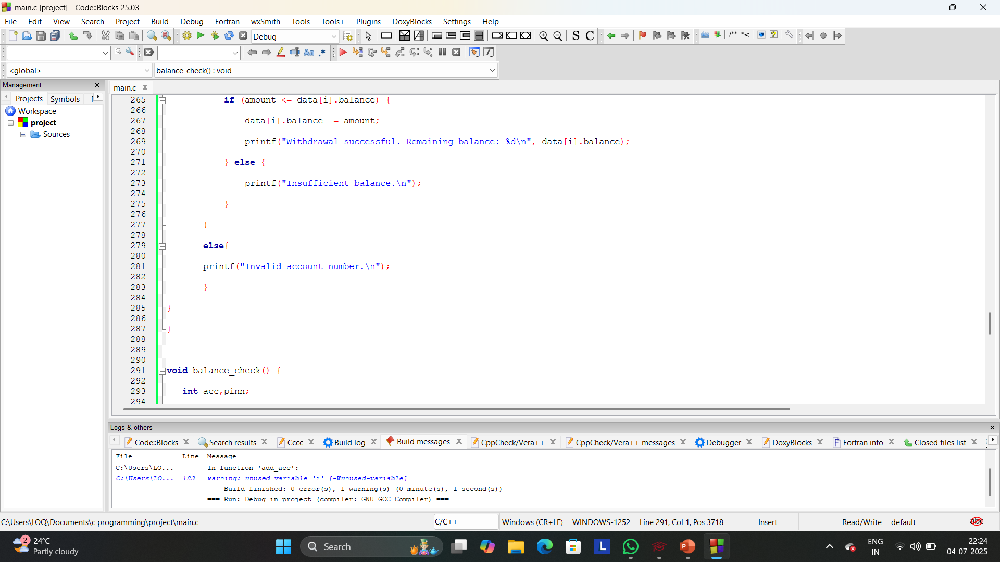 main.c [project] - Code::Blocks 25.03
File Edit View Search Project Build Debug Fortran wxSmith Tools Tools+ Plugins DoxyBlocks Settings Help
Debug
/** *<
S C
Aa .*
<global> balance_check() : void
Management
main.c
Projects Symbols
Workspace
project
Sources
265 if (amount <= data[i].balance) {
266
267 data[i].balance -= amount;
268
269 printf("Withdrawal successful. Remaining balance: %d\n", data[i].balance);
270
271 } else {
272
273 printf("Insufficient balance.\n");
274
275 }
276
277 }
278
279 else{
280
281 printf("Invalid account number.\n");
282
283 }
284
285 }
286
287 }
288
289
290
291 void balance_check() {
292
293 int acc,pinn;
294
Logs & others
Code::Blocks Search results Cccc Build log Build messages CppCheck/Vera++ CppCheck/Vera++ messages Debugger DoxyBlocks Fortran info Closed files list
File Line Message
C:\Users\LO... In function 'add_acc':
C:\Users\LO... 183 warning: unused variable 'i' [-Wunused-variable]
=== Build finished: 0 error(s), 1 warning(s) (0 minute(s), 1 second(s)) ===
=== Run: Debug in project (compiler: GNU GCC Compiler) ===
C:\Users\LOQ\Documents\c programming\project\main.c C/C++ Windows (CR+LF) WINDOWS-1252 Line 291, Col 1, Pos 3718 Insert Read/Write default abc
2 24°C
Partly cloudy
Search
L
P
ENG
IN
22:24
04-07-2025